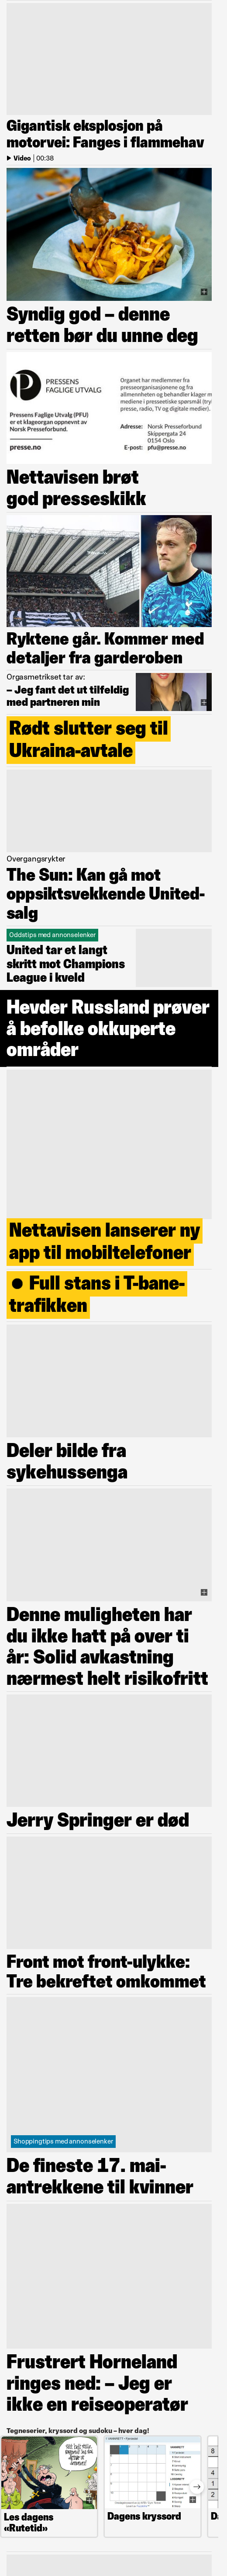 Gigantisk eksplosjon på
motorvei: Fanges i flammehav
Video | 00:38
Syndig god – denne
retten bør du unne deg
PRESSENS
FAGLIGE UTVALG
Pressens Faglige Utvalg (PFU)
er et klageorgan oppnevnt av
Norsk Presseforbund.
presse.no
Organet har medlemmer fra
presseorganisasjonene og fra
allmennheten og behandler klager m
mediene i presseetiske spørsmål (tryk
presse, radio, TV og digitale medier).
Adresse: Norsk Presseforbund
Skippergata 24
0154 Oslo
E-post: pfu@presse.no
Nettavisen brøt
god presseskikk
Ryktene går. Kommer med
detaljer fra garderoben
Orgasmetrikset tar av:
– Jeg fant det ut tilfeldig
med partneren min
Rødt slutter seg til
Ukraina-avtale
Overgangsrykter
The Sun: Kan gå mot
oppsiktsvekkende United-
salg
Oddstips med annonselenker
United tar et langt
skritt mot Champions
League i kveld
Hevder Russland prøver
å befolke okkuperte
områder
Nettavisen lanserer ny
app til mobiltelefoner
● Full stans i T-bane-
trafikken
Deler bilde fra
sykehussenga
Denne muligheten har
du ikke hatt på over ti
år: Solid avkastning
nærmest helt risikofritt
Jerry Springer er død
Front mot front-ulykke:
Tre bekreftet omkommet
Shoppingtips med annonselenker
De fineste 17. mai-
antrekkene til kvinner
Frustrert Horneland
ringes ned: – Jeg er
ikke en reiseoperatør
Tegneserier, kryssord og sudoku – hver dag!
Les dagens
«Rutetid»
Dagens kryssord
8
4
1
2